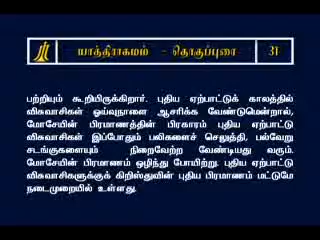 யாத்திராகமம் - தொகுப்புரை 31
பற்றியும் கூறியிருக்கிறார். புதிய ஏற்பாட்டுக் காலத்தில்
விசுவாசிகள் ஓய்வுநாளை ஆசரிக்க வேண்டுமென்றால்,
மோசேயின் பிரமாணத்தின் பிரகாரம் புதிய ஏற்பாட்டு
விசுவாசிகள் இப்போதும் பலிகளைச் செலுத்தி, பல்வேறு
சடங்குகளையும் நிறைவேற்ற வேண்டியது வரும்.
மோசேயின் பிரமாணம் ஒழிந்து போயிற்று. புதிய ஏற்பாட்டு
விசுவாசிகளுக்குக் கிறிஸ்துவின் புதிய பிரமாணம் மட்டுமே
நடைமுறையில் உள்ளது.